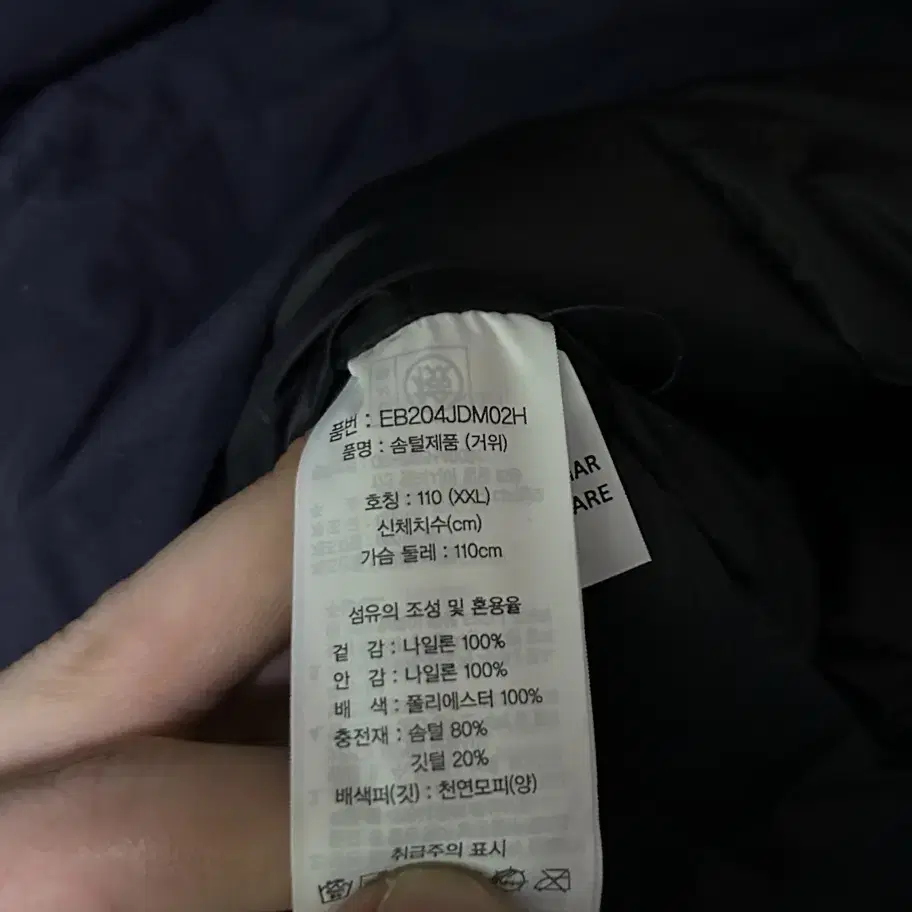 품번 : EB204JDM02H
품명 : 솜털제품 (거위)
호칭 : 110 (XXL)
신체치수(cm)
가슴 둘레 : 110cm
섬유의 조성 및 혼용율
겉 감 : 나일론 100%
안 감 : 나일론 100%
배 색 : 폴리에스터 100%
충전재 : 솜털 80%
깃털 20%
배색퍼(깃) : 천연모피(양)
취급주의 표시